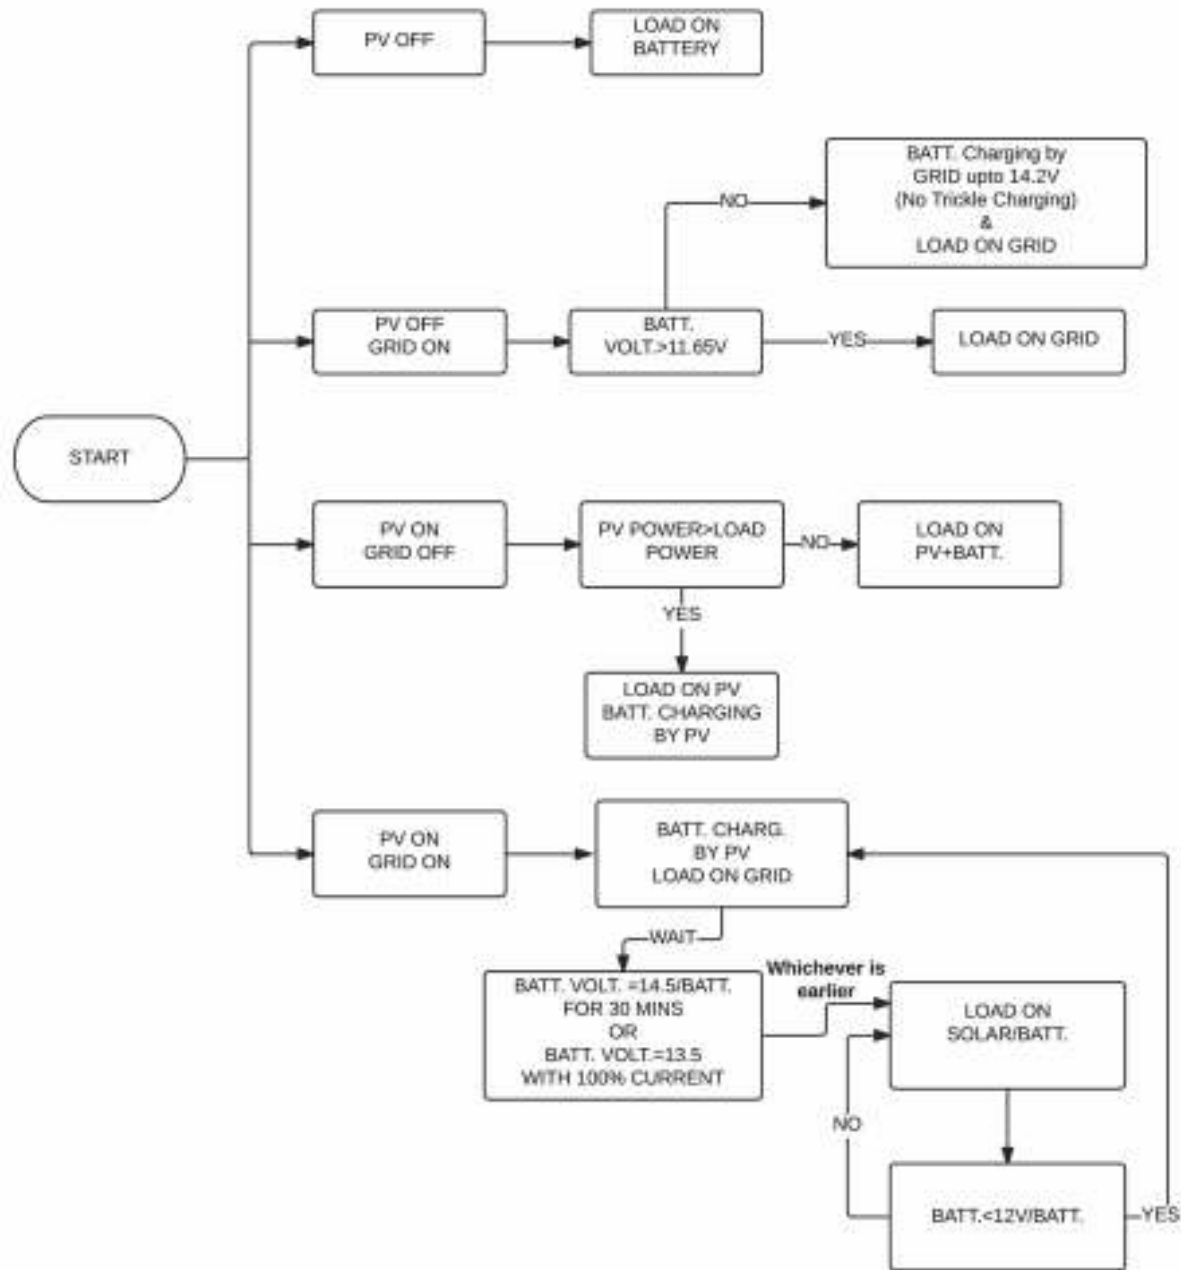 PV OFF
LOAD ON
BATTERY
BATT. Charging by
GRID upto 14.2V
(No Trickle Charging)
&
LOAD ON GRID
NO
PV OFF
GRID ON
BATT.
VOLT.>11.65V
YES
LOAD ON GRID
START
PV ON
GRID OFF
PV POWER>LOAD
POWER
NO
LOAD ON
PV+BATT.
YES
LOAD ON PV
BATT. CHARGING
BY PV
PV ON
GRID ON
BATT. CHARG.
BY PV
LOAD ON GRID
WAIT
BATT. VOLT. =14.5/BATT.
FOR 30 MINS
OR
BATT. VOLT.=13.5
WITH 100% CURRENT
Whichever is
earlier
LOAD ON
SOLAR/BATT.
NO
BATT.<12V/BATT.
YES